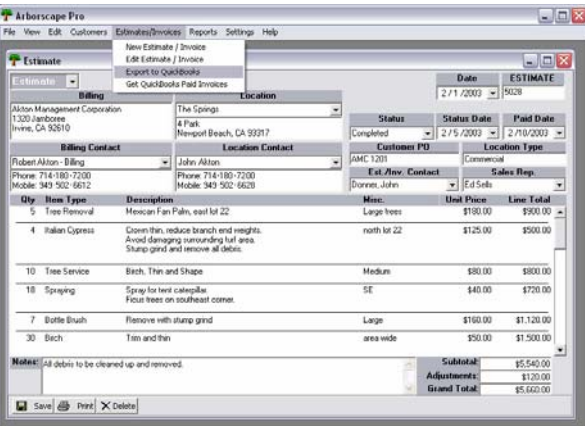 Arborscape Pro
File View Edit Customers Estimates/Invoices Reports Settings Help
New Estimate / Invoice
Edit Estimate / Invoice
Export to QuickBooks
Get QuickBooks Paid Invoices
Estimate
Estimate
Date ESTIMATE
2/1/2003 5028
Billing Location
Akton Management Corporation
1320 Jamboree
Irvine, CA 92610
The Springs
4 Park
Newport Beach, CA 93317
Status Status Date Paid Date
Completed 2/5/2003 2/10/2003
Billing Contact Location Contact
Robert Akton - Billing John Akton
Phone: 714-180-7200
Mobile: 949 502-6612
Phone: 714-180-7200
Mobile: 949 502-6628
Customer PO Location Type
AMC 1201 Commercial
Est./Inv. Contact Sales Rep.
Donner, John Ed Sells
Qty Item Type Description Misc. Unit Price Line Total
5 Tree Removal Mexican Fan Palm, east lot 22 Large trees $180.00 $900.00
4 Italian Cypress Crown thin, reduce branch end weights. north lot 22 $125.00 $500.00
Avoid damaging surrounding turf area.
Stump grind and remove all debris.
10 Tree Service Birch, Thin and Shape Medium $80.00 $800.00
18 Spraying Spray for tent caterpillar. SE $40.00 $720.00
Ficus trees on southeast corner.
7 Bottle Brush Remove with stump grind Large $160.00 $1,120.00
30 Birch Trim and thin area wide $50.00 $1,500.00
Notes: All debris to be cleaned up and removed.
Subtotal: $5,540.00
Adjustments: $120.00
Grand Total: $5,660.00
Save Print Delete